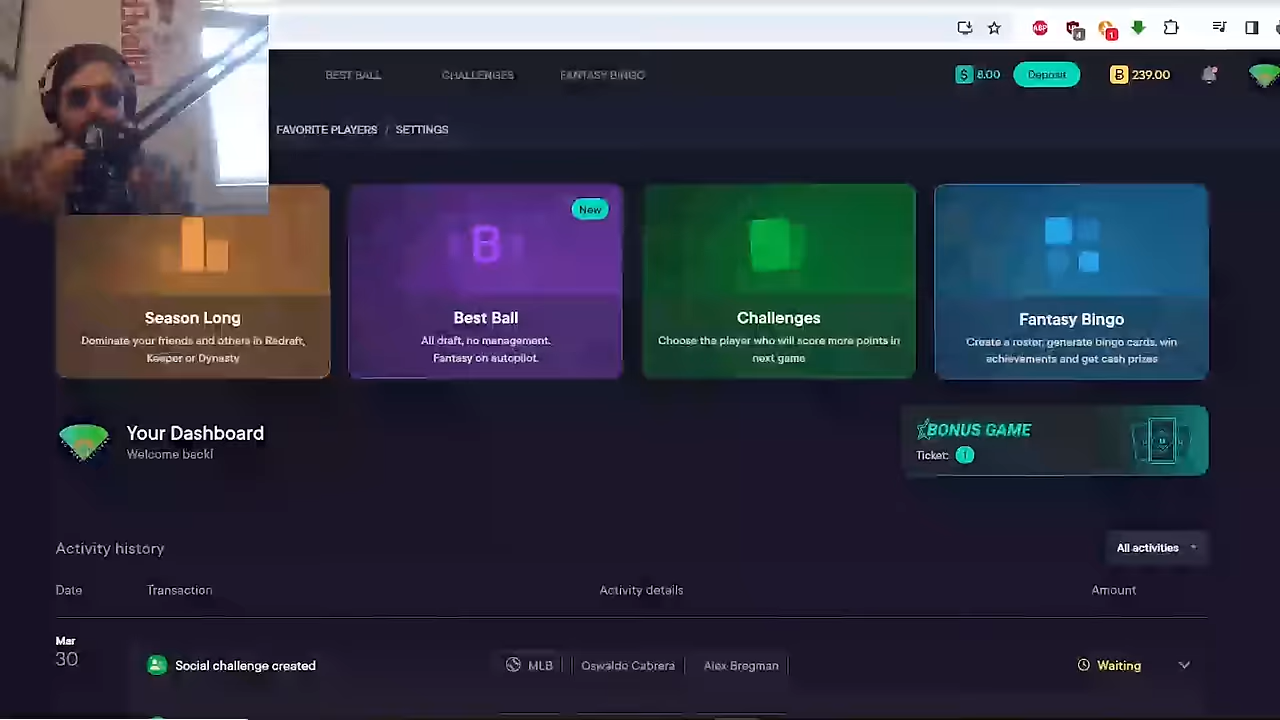 BEST BALL
CHALLENGES
FANTASY BINGO
$ 8.00
Deposit
B 239.00
ABP
4
1
FAVORITE PLAYERS / SETTINGS
New
B
Season Long
Dominate your friends and others in Redraft,
Keeper or Dynasty
Best Ball
All draft, no management.
Fantasy on autopilot.
Challenges
Choose the player who will score more points in
next game
Fantasy Bingo
Create a roster, generate bingo cards, win
achievements and get cash prizes
Your Dashboard
Welcome back!
BONUS GAME
Ticket: 1
Activity history
All activities
Date
Transaction
Activity details
Amount
Mar
30
Social challenge created
MLB
Oswaldo Cabrera
Alex Bregman
Waiting